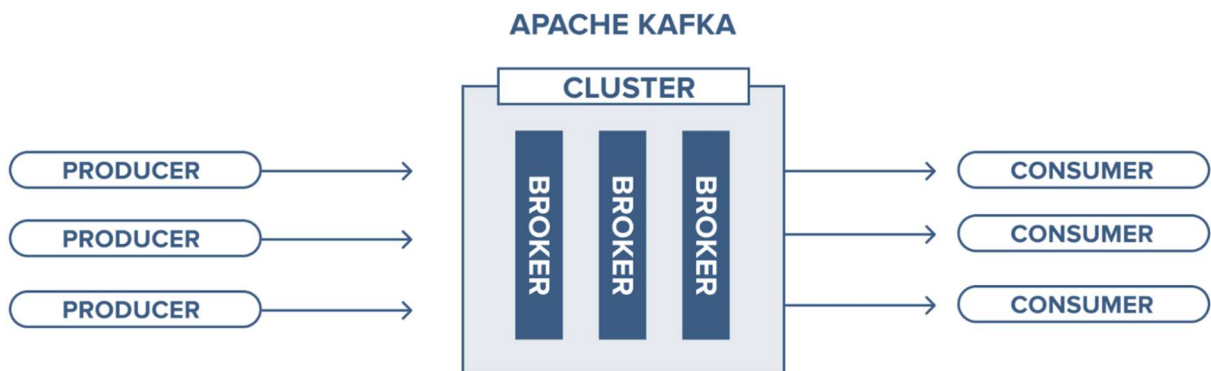 APACHE KAFKA
CLUSTER
PRODUCER
PRODUCER
PRODUCER
BROKER
BROKER
BROKER
CONSUMER
CONSUMER
CONSUMER